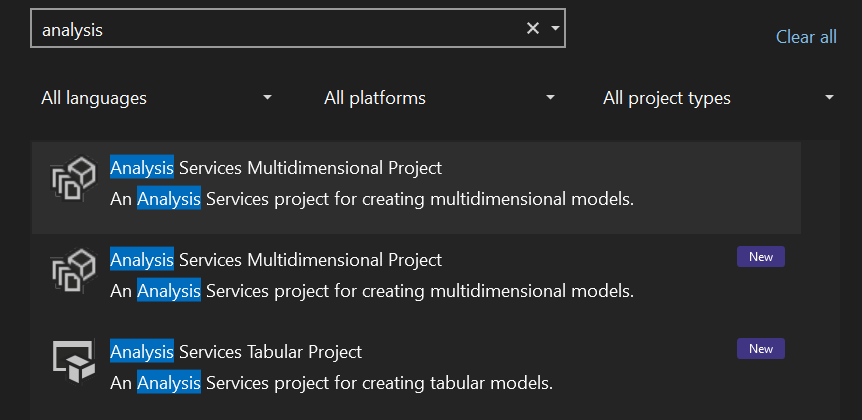 analysis
Clear all
All languages
All platforms
All project types
Analysis Services Multidimensional Project
An Analysis Services project for creating multidimensional models.
Analysis Services Multidimensional Project
New
An Analysis Services project for creating multidimensional models.
Analysis Services Tabular Project
New
An Analysis Services project for creating tabular models.